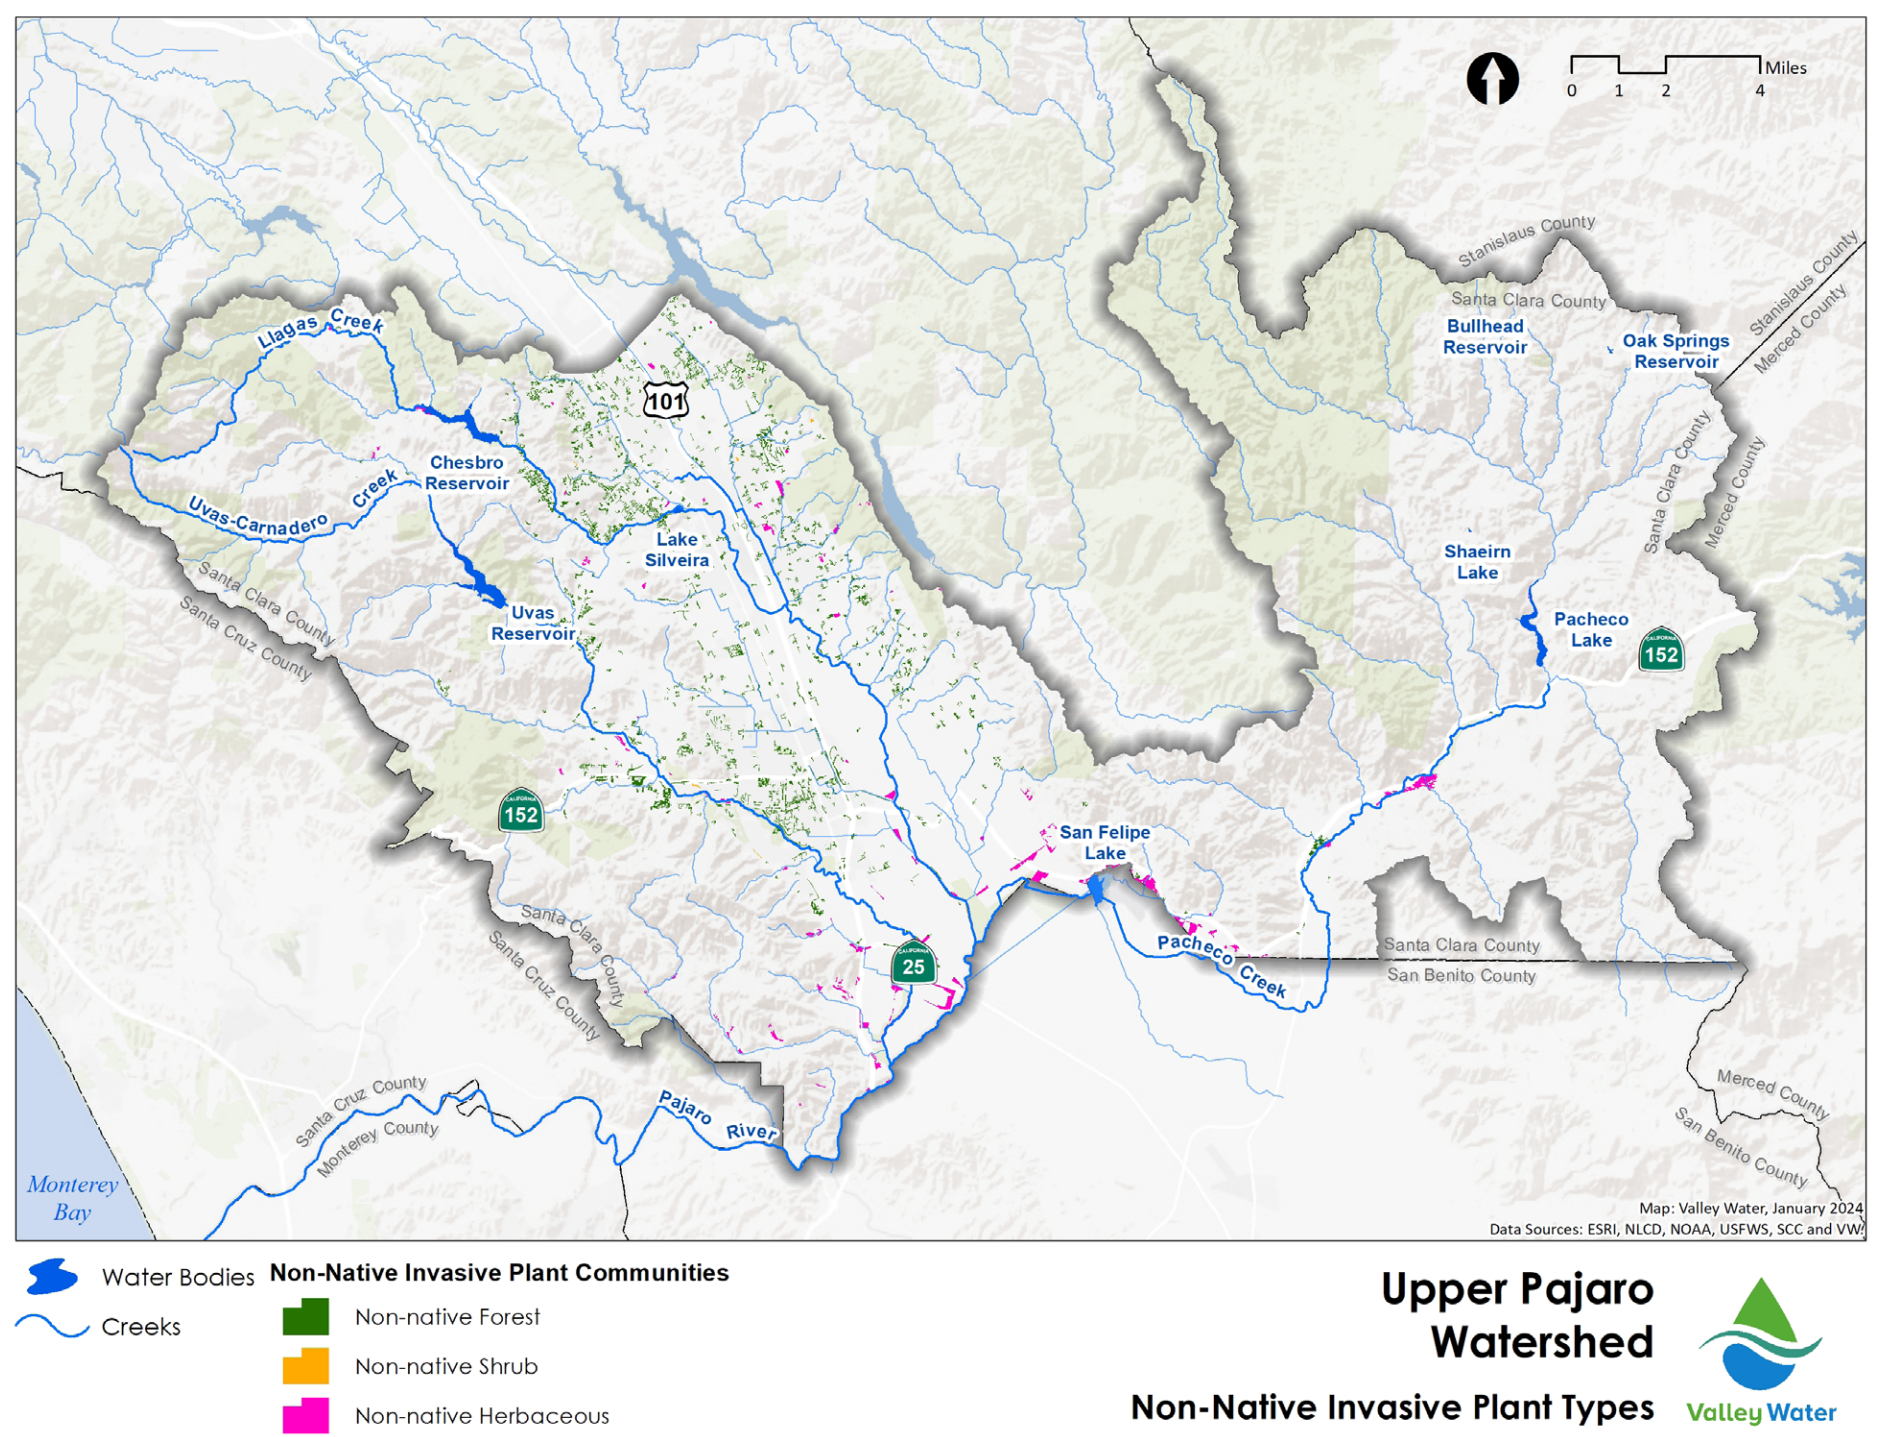 Miles
0 1 2 4
Stanislaus County
Santa Clara County
Stanislaus County
Merced County
Bullhead
Reservoir
Oak Springs
Reservoir
Llagas Creek
101
Chesbro
Reservoir
Uvas-Carnadero Creek
Santa Clara County
Merced County
Lake
Silveira
Shaeirn
Lake
Santa Clara County
Santa Cruz County
Uvas
Reservoir
Pacheco
Lake
CALIFORNIA
152
CALIFORNIA
152
San Felipe
Lake
Santa Clara County
Santa Cruz County
CALIFORNIA
25
Pacheco Creek
Santa Clara County
San Benito County
Santa Cruz County
Monterey County
Pajaro River
Merced County
San Benito County
Monterey
Bay
Map: Valley Water, January 2024
Data Sources: ESRI, NLCD, NOAA, USFWS, SCC and VW.
Water Bodies
Creeks
Non-Native Invasive Plant Communities
Non-native Forest
Non-native Shrub
Non-native Herbaceous
Upper Pajaro
Watershed
Non-Native Invasive Plant Types
Valley Water